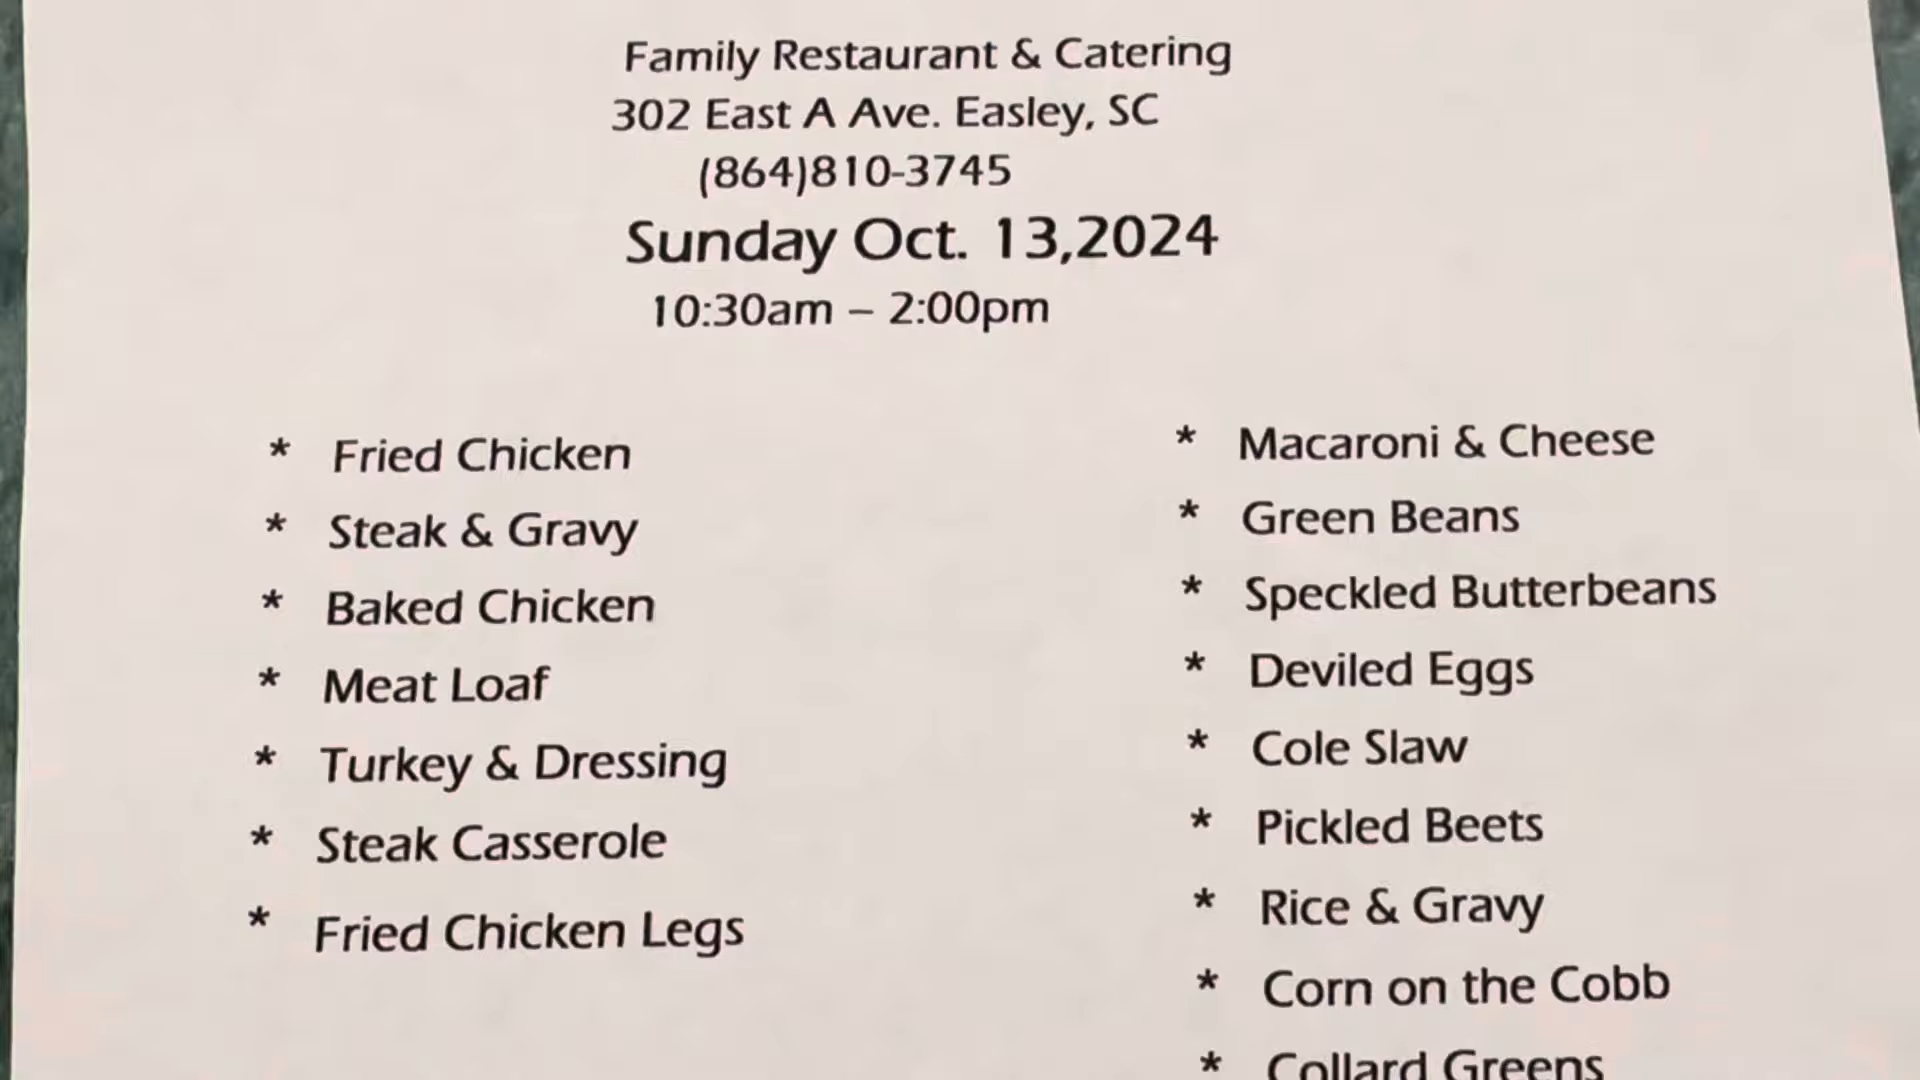 Family Restaurant & Catering
302 East A Ave. Easley, SC
(864)810-3745
Sunday Oct. 13,2024
10:30am – 2:00pm
* Fried Chicken
* Steak & Gravy
* Baked Chicken
* Meat Loaf
* Turkey & Dressing
* Steak Casserole
* Fried Chicken Legs
* Macaroni & Cheese
* Green Beans
* Speckled Butterbeans
* Deviled Eggs
* Cole Slaw
* Pickled Beets
* Rice & Gravy
* Corn on the Cobb
* Collard Greens